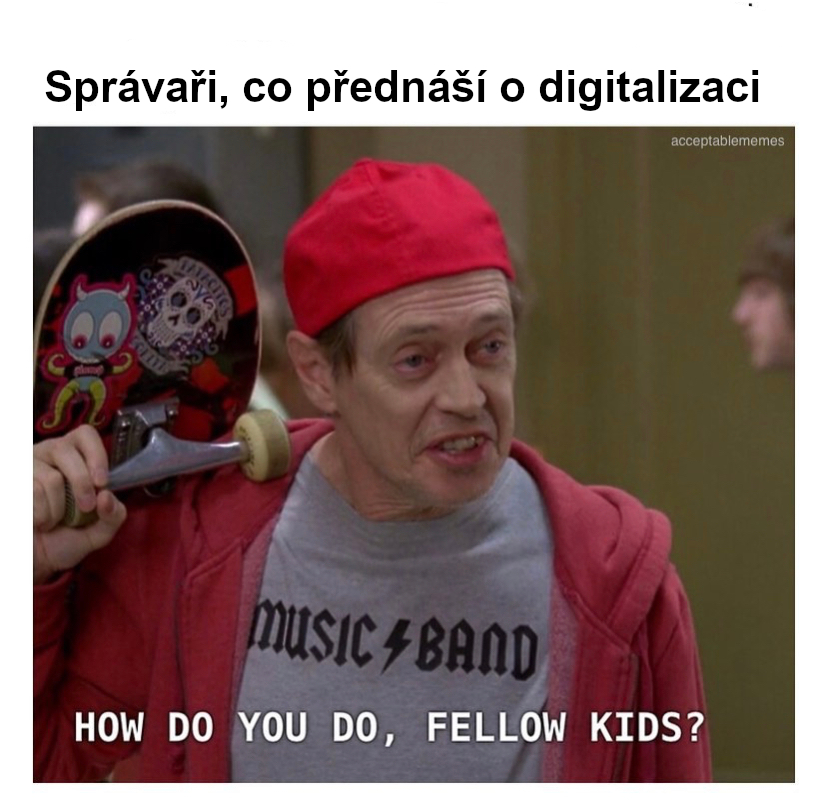 Správaři, co přednáší o digitalizaci
acceptablememes
MUSIC⚡BAND
HOW DO YOU DO, FELLOW KIDS?